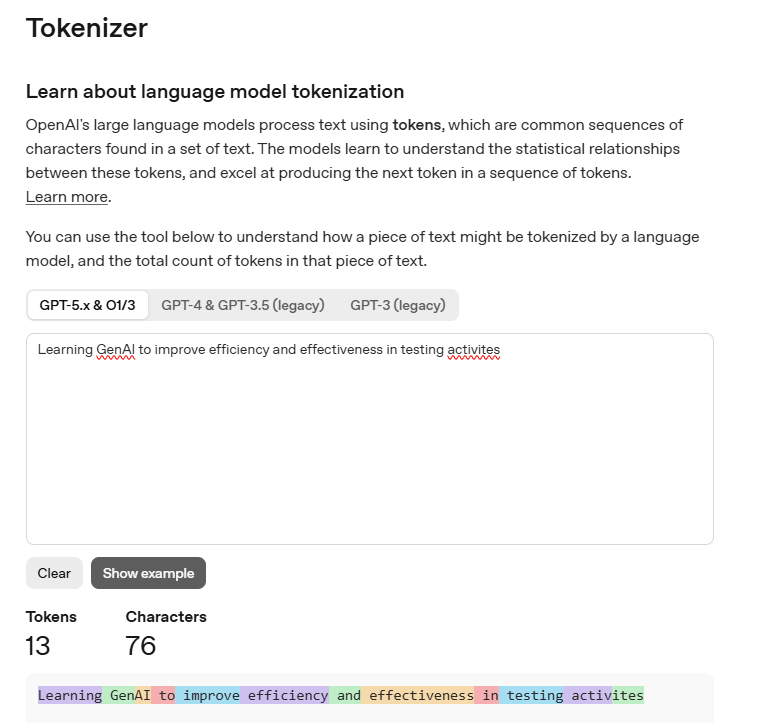 Tokenizer
Learn about language model tokenization
OpenAI's large language models process text using tokens, which are common sequences of
characters found in a set of text. The models learn to understand the statistical relationships
between these tokens, and excel at producing the next token in a sequence of tokens.
Learn more.
You can use the tool below to understand how a piece of text might be tokenized by a language
model, and the total count of tokens in that piece of text.
GPT-5.x & O1/3 GPT-4 & GPT-3.5 (legacy) GPT-3 (legacy)
Learning GenAI to improve efficiency and effectiveness in testing activites
Clear Show example
Tokens Characters
13 76
Learning GenAI to improve efficiency and effectiveness in testing activites